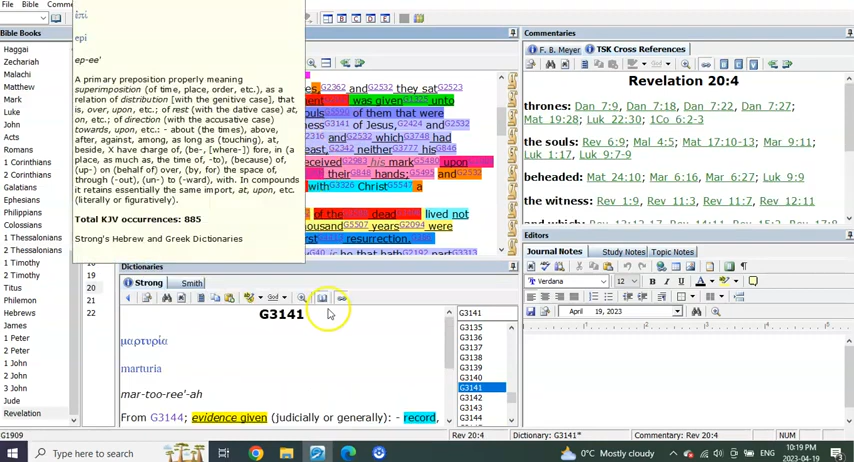 File Bible
Bible Books
Haggai
Zechariah
Malachi
Matthew
Mark
Luke
John
Acts
Romans
1 Corinthians
2 Corinthians
Galatians
Ephesians
Philippians
Colossians
1 Thessalonians
2 Thessalonians
1 Timothy
2 Timothy
Titus
Philemon
Hebrews
James
1 Peter
2 Peter
1 John
2 John
3 John
Jude
Revelation
18
19
20
21
22
ἐπί
epi
ep-ee'
A primary preposition properly meaning
superimposition (of time, place, order, etc.), as a
relation of distribution [with the genitive case], that
is, over, upon, etc.; of rest (with the dative case) at,
on, etc.; of direction (with the accusative case)
towards, upon, etc.: - about (the times), above,
after, against, among, as long as (touching), at,
beside, X have charge of, (be-, [where-]) fore, in (a
place, as much as, the time of, -to), (because) of,
(up-) on (behalf of) over, (by, for) the space of,
through (-out), (un-) to (-ward), with. In compounds
it retains essentially the same import, at, upon, etc.
(literally or figuratively).
Total KJV occurrences: 885
Strong's Hebrew and Greek Dictionaries
B C D E
G2362 and they sat G2523
was given G1325 unto
of them that were
of Jesus, G2424 and
and G2532 which had
G2983 his mark G5480 upon
their G848 hands; and G2532
with G3326 Christ G5547 a
of the dead lived not
G5507 years G2094 were
resurrection.
is he that hath part G3313
Dictionaries
Strong Smith
G3141
μαρτυρία
marturia
mar-too-ree'-ah
From G3144; evidence given (judicially or generally): - record,
G3141
G3135
G3137
G3138
G3139
G3140
G3141
G3142
G3143
G3144
Commentaries
F. B. Meyer TSK Cross References
Revelation 20:4
thrones: Dan 7:9, Dan 7:18, Dan 7:22, Dan 7:27;
Mat 19:28; Luk 22:30; 1Co 6:2-3
the souls: Rev 6:9; Mal 4:5; Mat 17:10-13; Mar 9:11;
Luk 1:17, Luk 9:7-9
beheaded: Mat 24:10; Mar 6:16, Mar 6:27; Luk 9:9
the witness: Rev 1:9, Rev 11:3, Rev 11:7, Rev 12:11
Editors
Journal Notes Study Notes Topic Notes
Verdana 12 B I U
April 19, 2023
G1909
Rev 20:4 Dictionary: G3141* Commentary: Rev 20:4 NUM
Type here to search
0°C Mostly cloudy
ENG
10:19 PM
2023-04-19